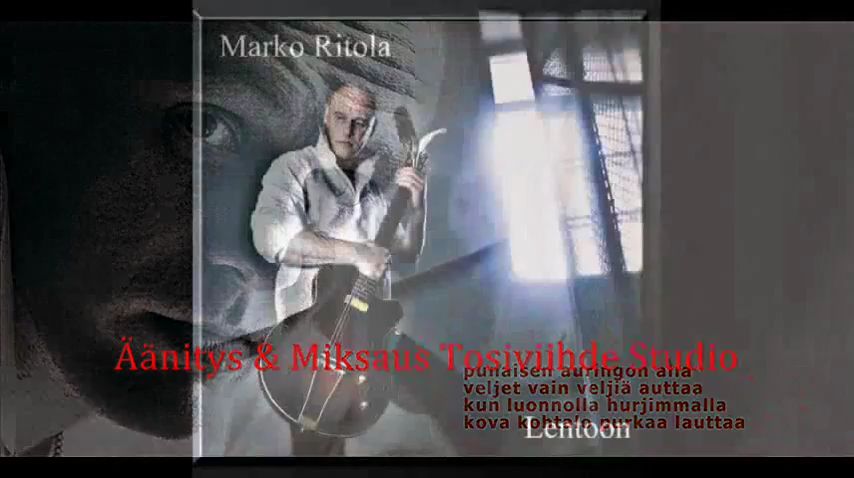 Marko Ritola
Äänitys & Miksaus Tosiviihde Studio
punaisen auringon alla
veljet vain veljiä auttaa
kun luonnolla hurjimmalla
kova kohtalo purkaa lauttaa
Lentoon